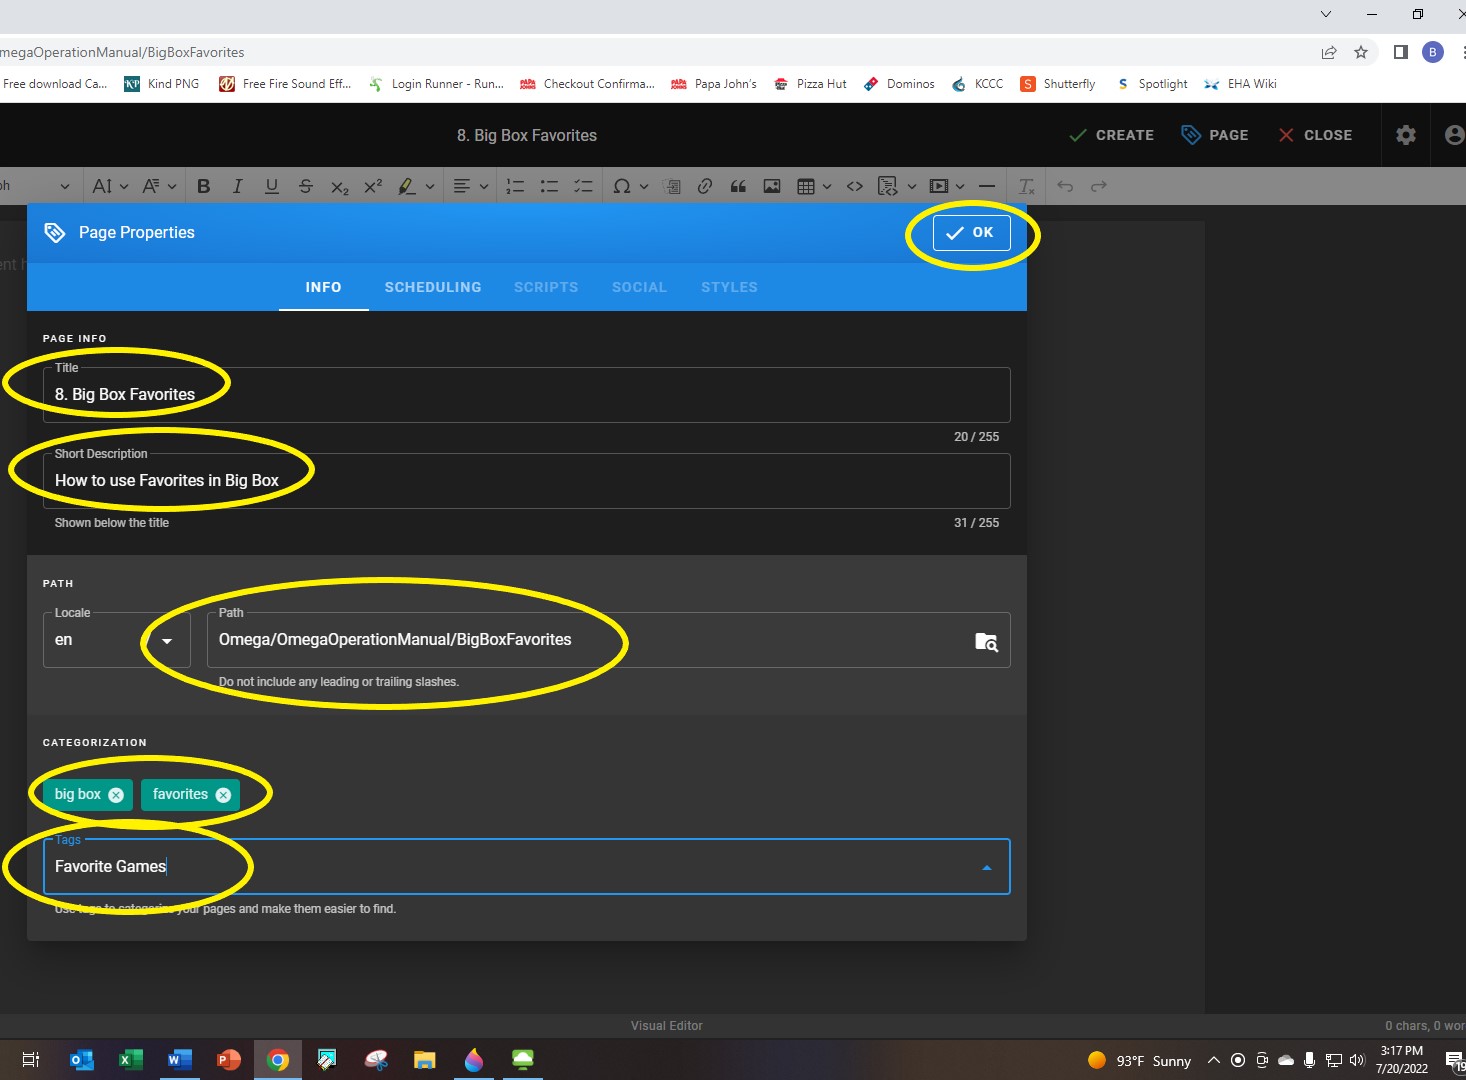 megaOperationManual/BigBoxFavorites
B
Free download Ca...
Kind PNG
Free Fire Sound Eff...
Login Runner - Run...
Checkout Confirma...
Papa John's
Pizza Hut
Dominos
KCCC
Shutterfly
Spotlight
EHA Wiki
8. Big Box Favorites
CREATE
PAGE
CLOSE
Page Properties
OK
INFO
SCHEDULING
SCRIPTS
SOCIAL
STYLES
PAGE INFO
Title
8. Big Box Favorites
20 / 255
Short Description
How to use Favorites in Big Box
Shown below the title
31 / 255
PATH
Locale
en
Path
Omega/OmegaOperationManual/BigBoxFavorites
Do not include any leading or trailing slashes.
CATEGORIZATION
big box
favorites
Tags
Favorite Games
Use tags to categorize your pages and make them easier to find.
Visual Editor
0 chars, 0 wor
93°F Sunny
3:17 PM
7/20/2022
19